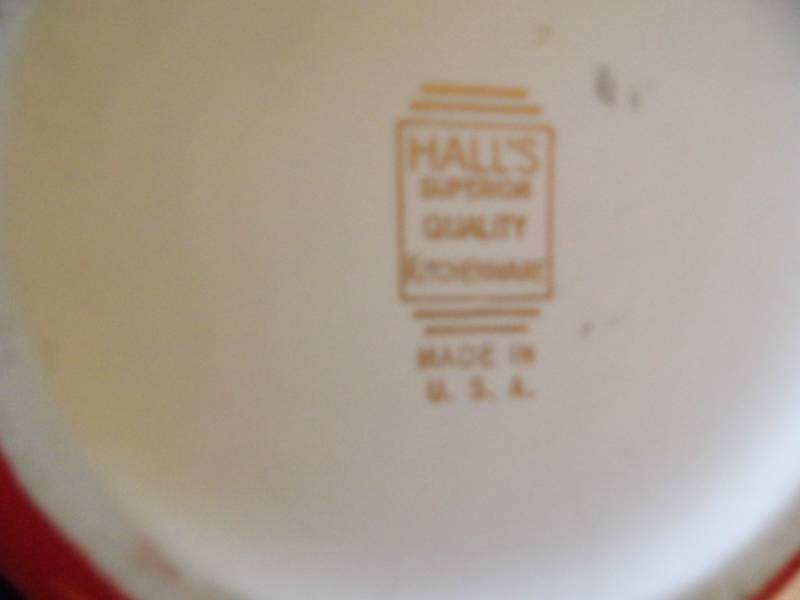 HALL'S
SUPERIOR
QUALITY
KITCHENWARE
MADE IN
U. S. A.